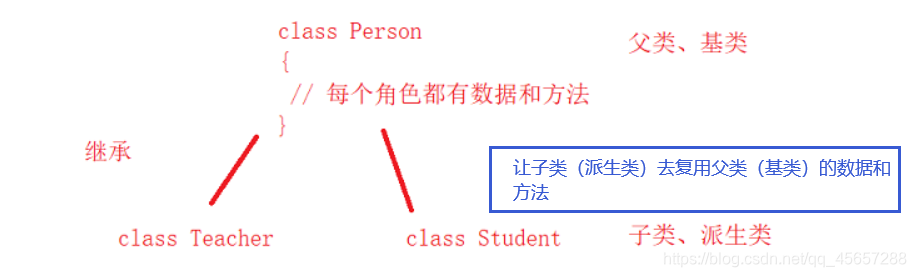 class Person
父类、基类
{
// 每个角色都有数据和方法
}
继承
让子类（派生类）去复用父类（基类）的数据和
方法
class Teacher
class Student
子类、派生类
https://blog.csdn.net/qq_45657288